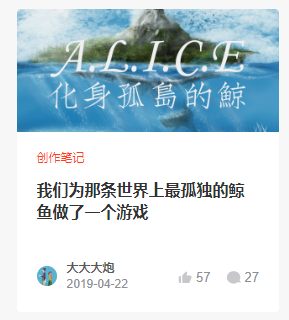 A.L.I.C.E
化身孤島的鯨
创作笔记
我们为那条世界上最孤独的鲸
鱼做了一个游戏
大大大炮
2019-04-22
57
27